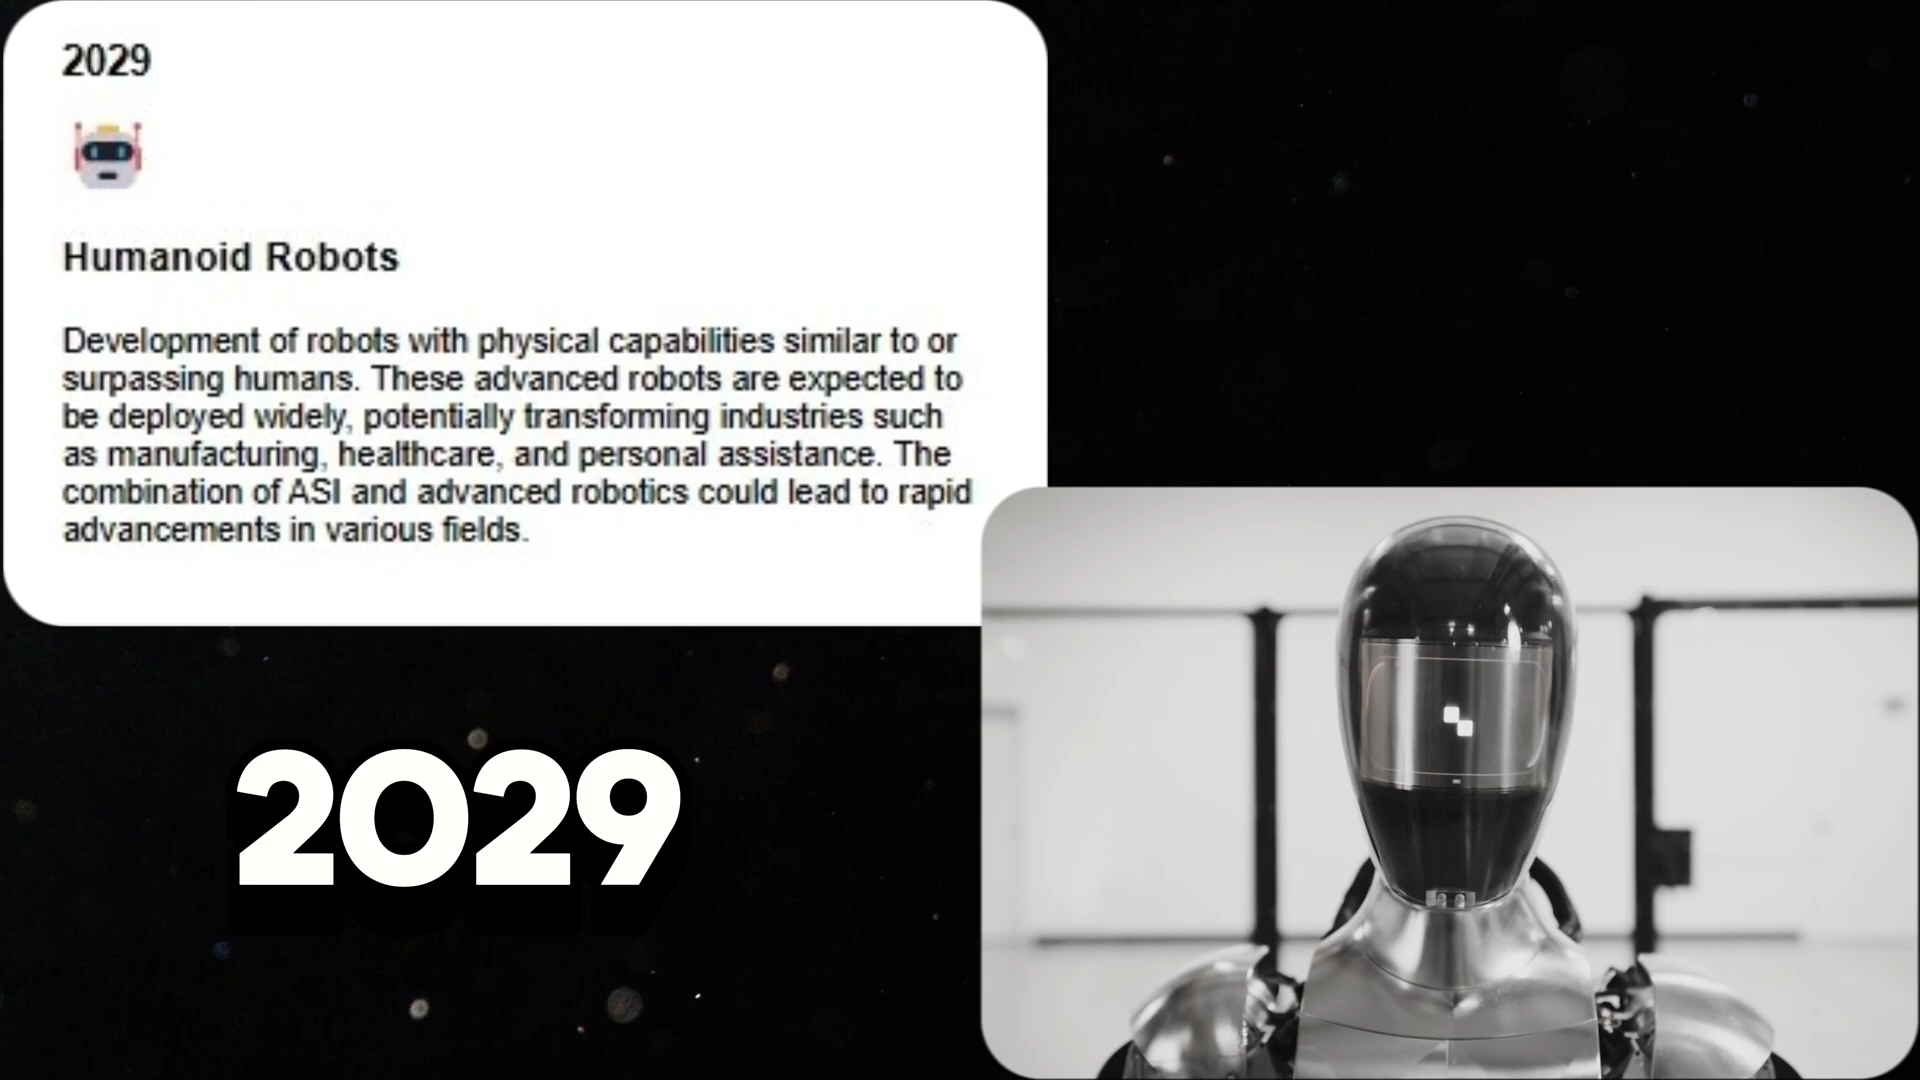 2029
Humanoid Robots
Development of robots with physical capabilities similar to or
surpassing humans. These advanced robots are expected to
be deployed widely, potentially transforming industries such
as manufacturing, healthcare, and personal assistance. The
combination of ASI and advanced robotics could lead to rapid
advancements in various fields.
2029